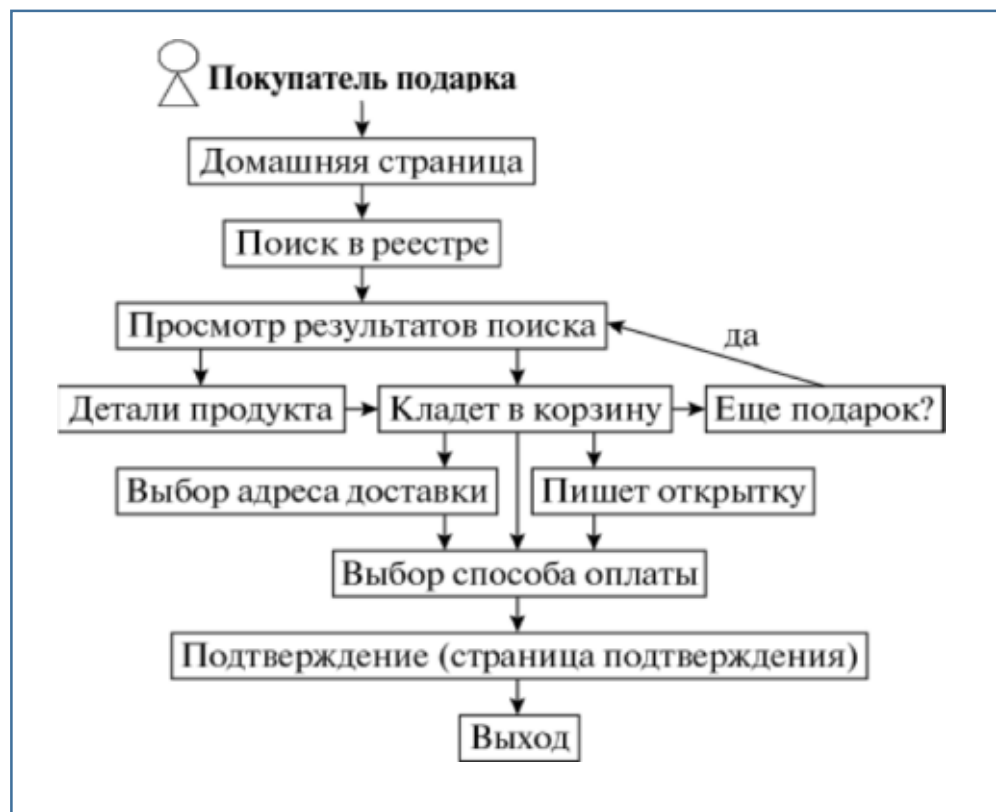 Покупатель подарка
Домашняя страница
Поиск в реестре
Просмотр результатов поиска
да
Детали продукта
Кладет в корзину
Еще подарок?
Выбор адреса доставки
Пишет открытку
Выбор способа оплаты
Подтверждение (страница подтверждения)
Выход